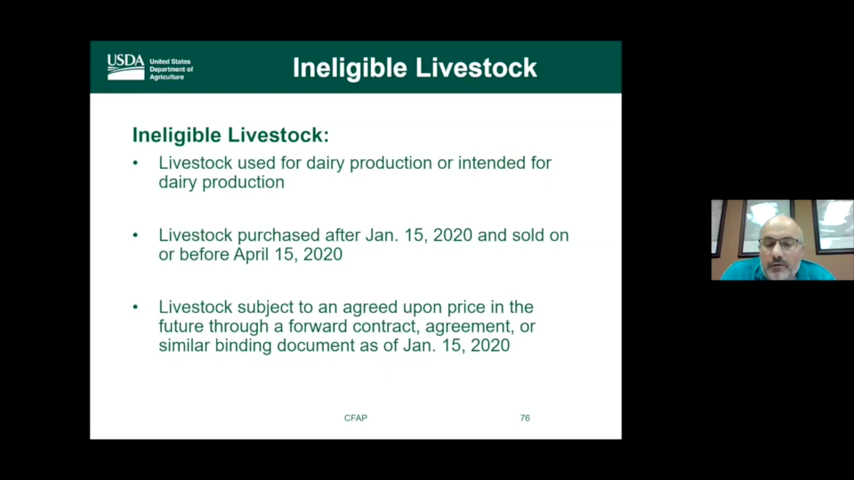 USDA
United States
Department of
Agriculture
Ineligible Livestock
Ineligible Livestock:
• Livestock used for dairy production or intended for
dairy production
• Livestock purchased after Jan. 15, 2020 and sold on
or before April 15, 2020
• Livestock subject to an agreed upon price in the
future through a forward contract, agreement, or
similar binding document as of Jan. 15, 2020
CFAP 76